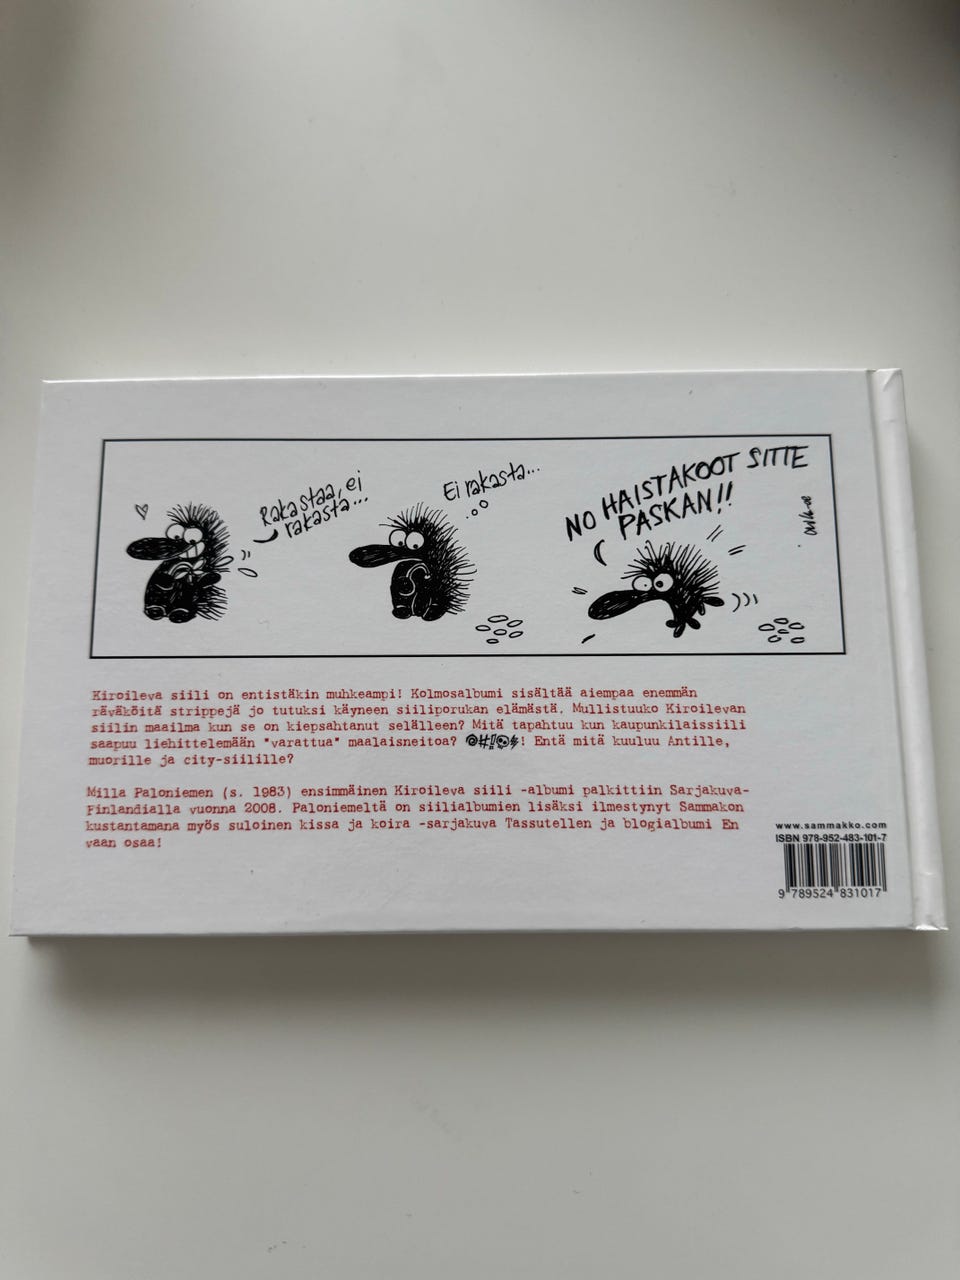 Rakastaa, ei
rakasta...
Ei rakasta...
NO HAISTAKOOT SITTE
PASKAN!!
Kiroileva siili on entistäkin muhkeampi! Kolmosalbumi sisältää aiempaa enemmän
räväköitä strippejä jo tutuksi käyneen siiliporukan elämästä. Mullistuuko Kiroilevan
siilin maailma kun se on kiepsahtanut selälleen? Mitä tapahtuu kun kaupunkilaissiili
saapuu liehittelemään "varattua" maalaisneitoa? @#!💀⚡! Entä mitä kuuluu Antille,
muorille ja city-siilille?
Milla Paloniemen (s. 1983) ensimmäinen Kiroileva siili -albumi palkittiin Sarjakuva-
Finlandialla vuonna 2008. Paloniemeltä on siilialbumien lisäksi ilmestynyt Sammakon
kustantamana myös suloinen kissa ja koira -sarjakuva Tassutellen ja blogialbumi En
vaan osaa!
www.sammakko.com
ISBN 978-952-483-101-7
9 789524 831017